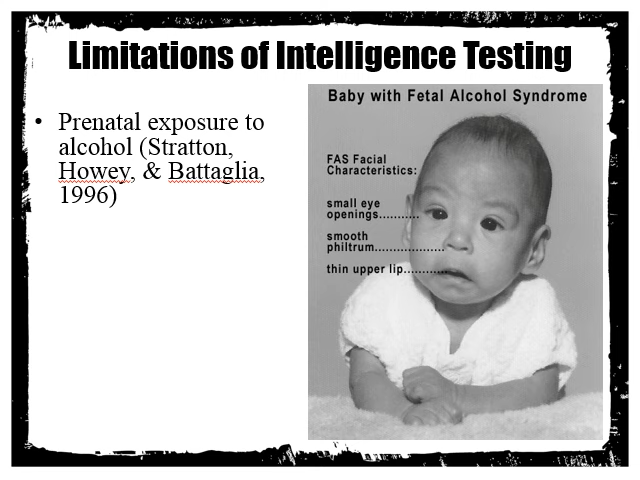 Limitations of Intelligence Testing
• Prenatal exposure to
alcohol (Stratton,
Howey, & Battaglia,
1996)
Baby with Fetal Alcohol Syndrome
FAS Facial
Characteristics:
small eye
openings...........
smooth
philtrum....................
thin upper lip............